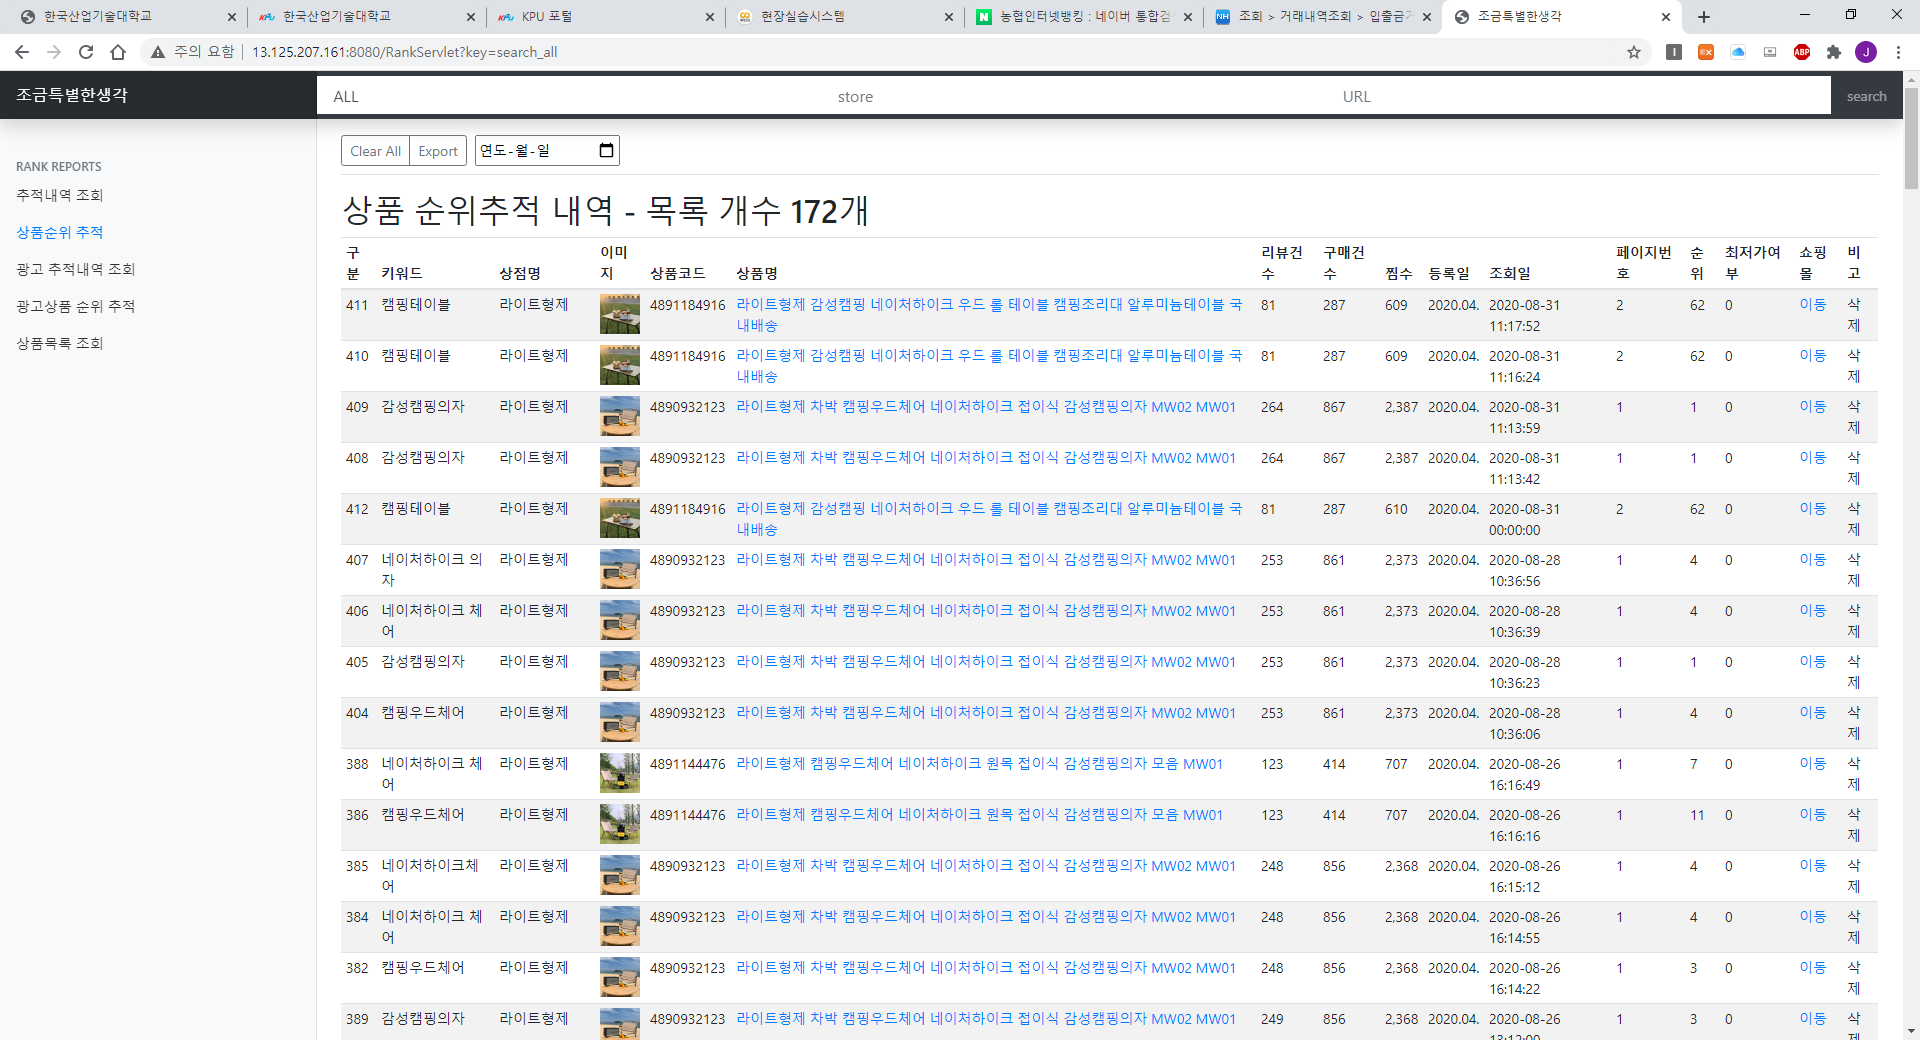 한국산업기술대학교
한국산업기술대학교
KPU 포털
현장실습시스템
농협인터넷뱅킹 : 네이버 통합검
조회 > 거래내역조회 > 입출금거
조금특별한생각
주의 요함 13.125.207.161:8080/RankServlet?key=search_all
조금특별한생각
ALL store URL search
Clear All Export 연도-월-일
RANK REPORTS
추적내역 조회
상품순위 추적
광고 추적내역 조회
광고상품 순위 추적
상품목록 조회
상품 순위추적 내역 - 목록 개수 172개
구분 키워드 상점명 이미지 상품코드 상품명 리뷰건수 구매건수 찜수 등록일 조회일 페이지번호 순위 최저가여부 쇼핑몰 비고
411 캠핑테이블 라이트형제 4891184916 라이트형제 감성캠핑 네이처하이크 우드 롤 테이블 캠핑조리대 알루미늄테이블 국내배송 81 287 609 2020.04. 2020-08-31 11:17:52 2 62 0 이동 삭제
410 캠핑테이블 라이트형제 4891184916 라이트형제 감성캠핑 네이처하이크 우드 롤 테이블 캠핑조리대 알루미늄테이블 국내배송 81 287 609 2020.04. 2020-08-31 11:16:24 2 62 0 이동 삭제
409 감성캠핑의자 라이트형제 4890932123 라이트형제 차박 캠핑우드체어 네이처하이크 접이식 감성캠핑의자 MW02 MW01 264 867 2,387 2020.04. 2020-08-31 11:13:59 1 1 0 이동 삭제
408 감성캠핑의자 라이트형제 4890932123 라이트형제 차박 캠핑우드체어 네이처하이크 접이식 감성캠핑의자 MW02 MW01 264 867 2,387 2020.04. 2020-08-31 11:13:42 1 1 0 이동 삭제
412 캠핑테이블 라이트형제 4891184916 라이트형제 감성캠핑 네이처하이크 우드 롤 테이블 캠핑조리대 알루미늄테이블 국내배송 81 287 610 2020.04. 2020-08-31 00:00:00 2 62 0 이동 삭제
407 네이처하이크 의자 라이트형제 4890932123 라이트형제 차박 캠핑우드체어 네이처하이크 접이식 감성캠핑의자 MW02 MW01 253 861 2,373 2020.04. 2020-08-28 10:36:56 1 4 0 이동 삭제
406 네이처하이크 체어 라이트형제 4890932123 라이트형제 차박 캠핑우드체어 네이처하이크 접이식 감성캠핑의자 MW02 MW01 253 861 2,373 2020.04. 2020-08-28 10:36:39 1 4 0 이동 삭제
405 감성캠핑의자 라이트형제 4890932123 라이트형제 차박 캠핑우드체어 네이처하이크 접이식 감성캠핑의자 MW02 MW01 253 861 2,373 2020.04. 2020-08-28 10:36:23 1 1 0 이동 삭제
404 캠핑우드체어 라이트형제 4890932123 라이트형제 차박 캠핑우드체어 네이처하이크 접이식 감성캠핑의자 MW02 MW01 253 861 2,373 2020.04. 2020-08-28 10:36:06 1 4 0 이동 삭제
388 네이처하이크 체어 라이트형제 4891144476 라이트형제 캠핑우드체어 네이처하이크 원목 접이식 감성캠핑의자 모음 MW01 123 414 707 2020.04. 2020-08-26 16:16:49 1 7 0 이동 삭제
386 캠핑우드체어 라이트형제 4891144476 라이트형제 캠핑우드체어 네이처하이크 원목 접이식 감성캠핑의자 모음 MW01 123 414 707 2020.04. 2020-08-26 16:16:16 1 11 0 이동 삭제
385 네이처하이크체어 라이트형제 4890932123 라이트형제 차박 캠핑우드체어 네이처하이크 접이식 감성캠핑의자 MW02 MW01 248 856 2,368 2020.04. 2020-08-26 16:15:12 1 4 0 이동 삭제
384 네이처하이크 체어 라이트형제 4890932123 라이트형제 차박 캠핑우드체어 네이처하이크 접이식 감성캠핑의자 MW02 MW01 248 856 2,368 2020.04. 2020-08-26 16:14:55 1 4 0 이동 삭제
382 캠핑우드체어 라이트형제 4890932123 라이트형제 차박 캠핑우드체어 네이처하이크 접이식 감성캠핑의자 MW02 MW01 248 856 2,368 2020.04. 2020-08-26 16:14:22 1 3 0 이동 삭제
389 감성캠핑의자 라이트형제 4890932123 라이트형제 차박 캠핑우드체어 네이처하이크 접이식 감성캠핑의자 MW02 MW01 249 856 2,368 2020.04. 2020-08-26 1 3 0 이동 삭